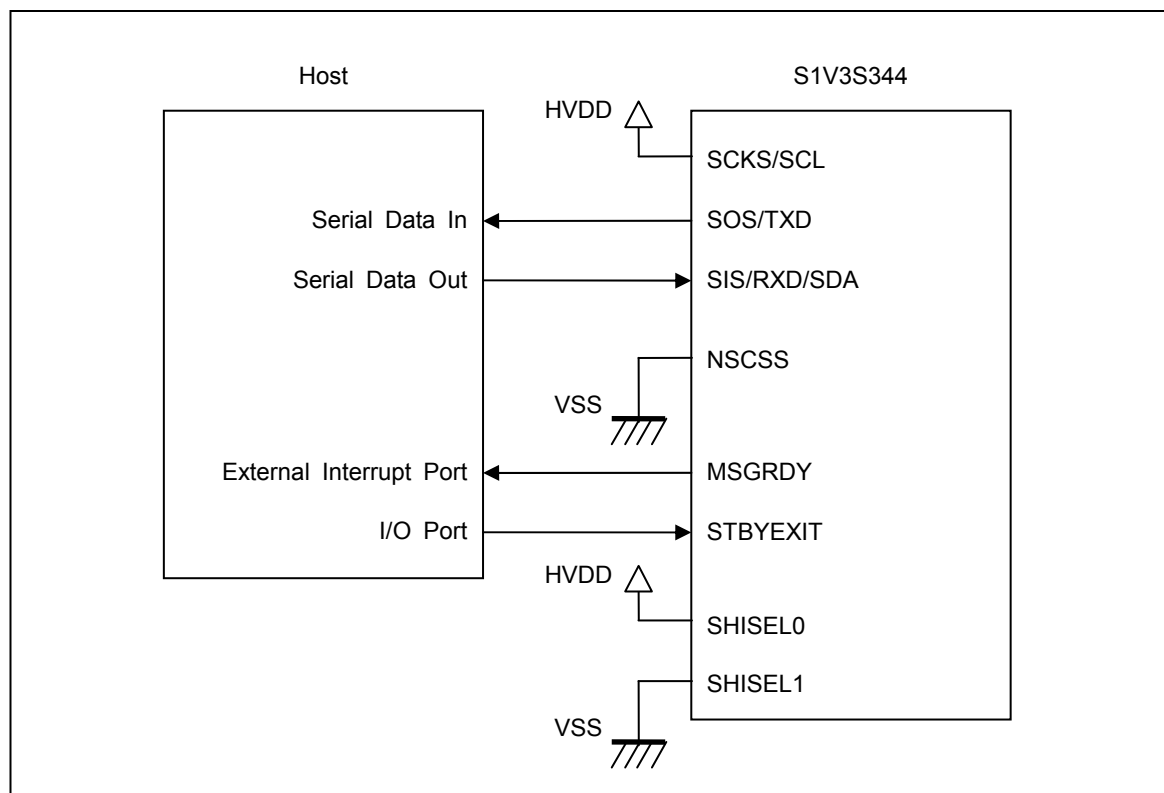 Host
S1V3S344
HVDD
SCKS/SCL
Serial Data In
SOS/TXD
Serial Data Out
SIS/RXD/SDA
NSCSS
VSS
External Interrupt Port
MSGRDY
I/O Port
STBYEXIT
HVDD
SHISEL0
SHISEL1
VSS